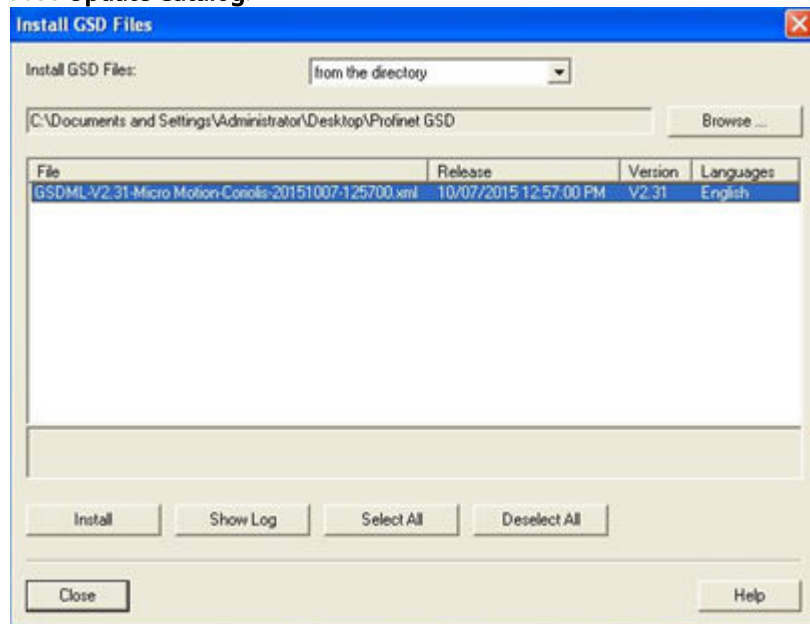 Update Catalog.
Install GSD Files
Install GSD Files: from the directory
C:\Documents and Settings\Administrator\Desktop\Profinet GSD Browse ...
File Release Version Languages
GSDML-V2.31-Micro Motion-Coriolis-20151007-125700.xml 10/07/2015 12:57:00 PM V2.31 English
Install Show Log Select All Deselect All
Close Help